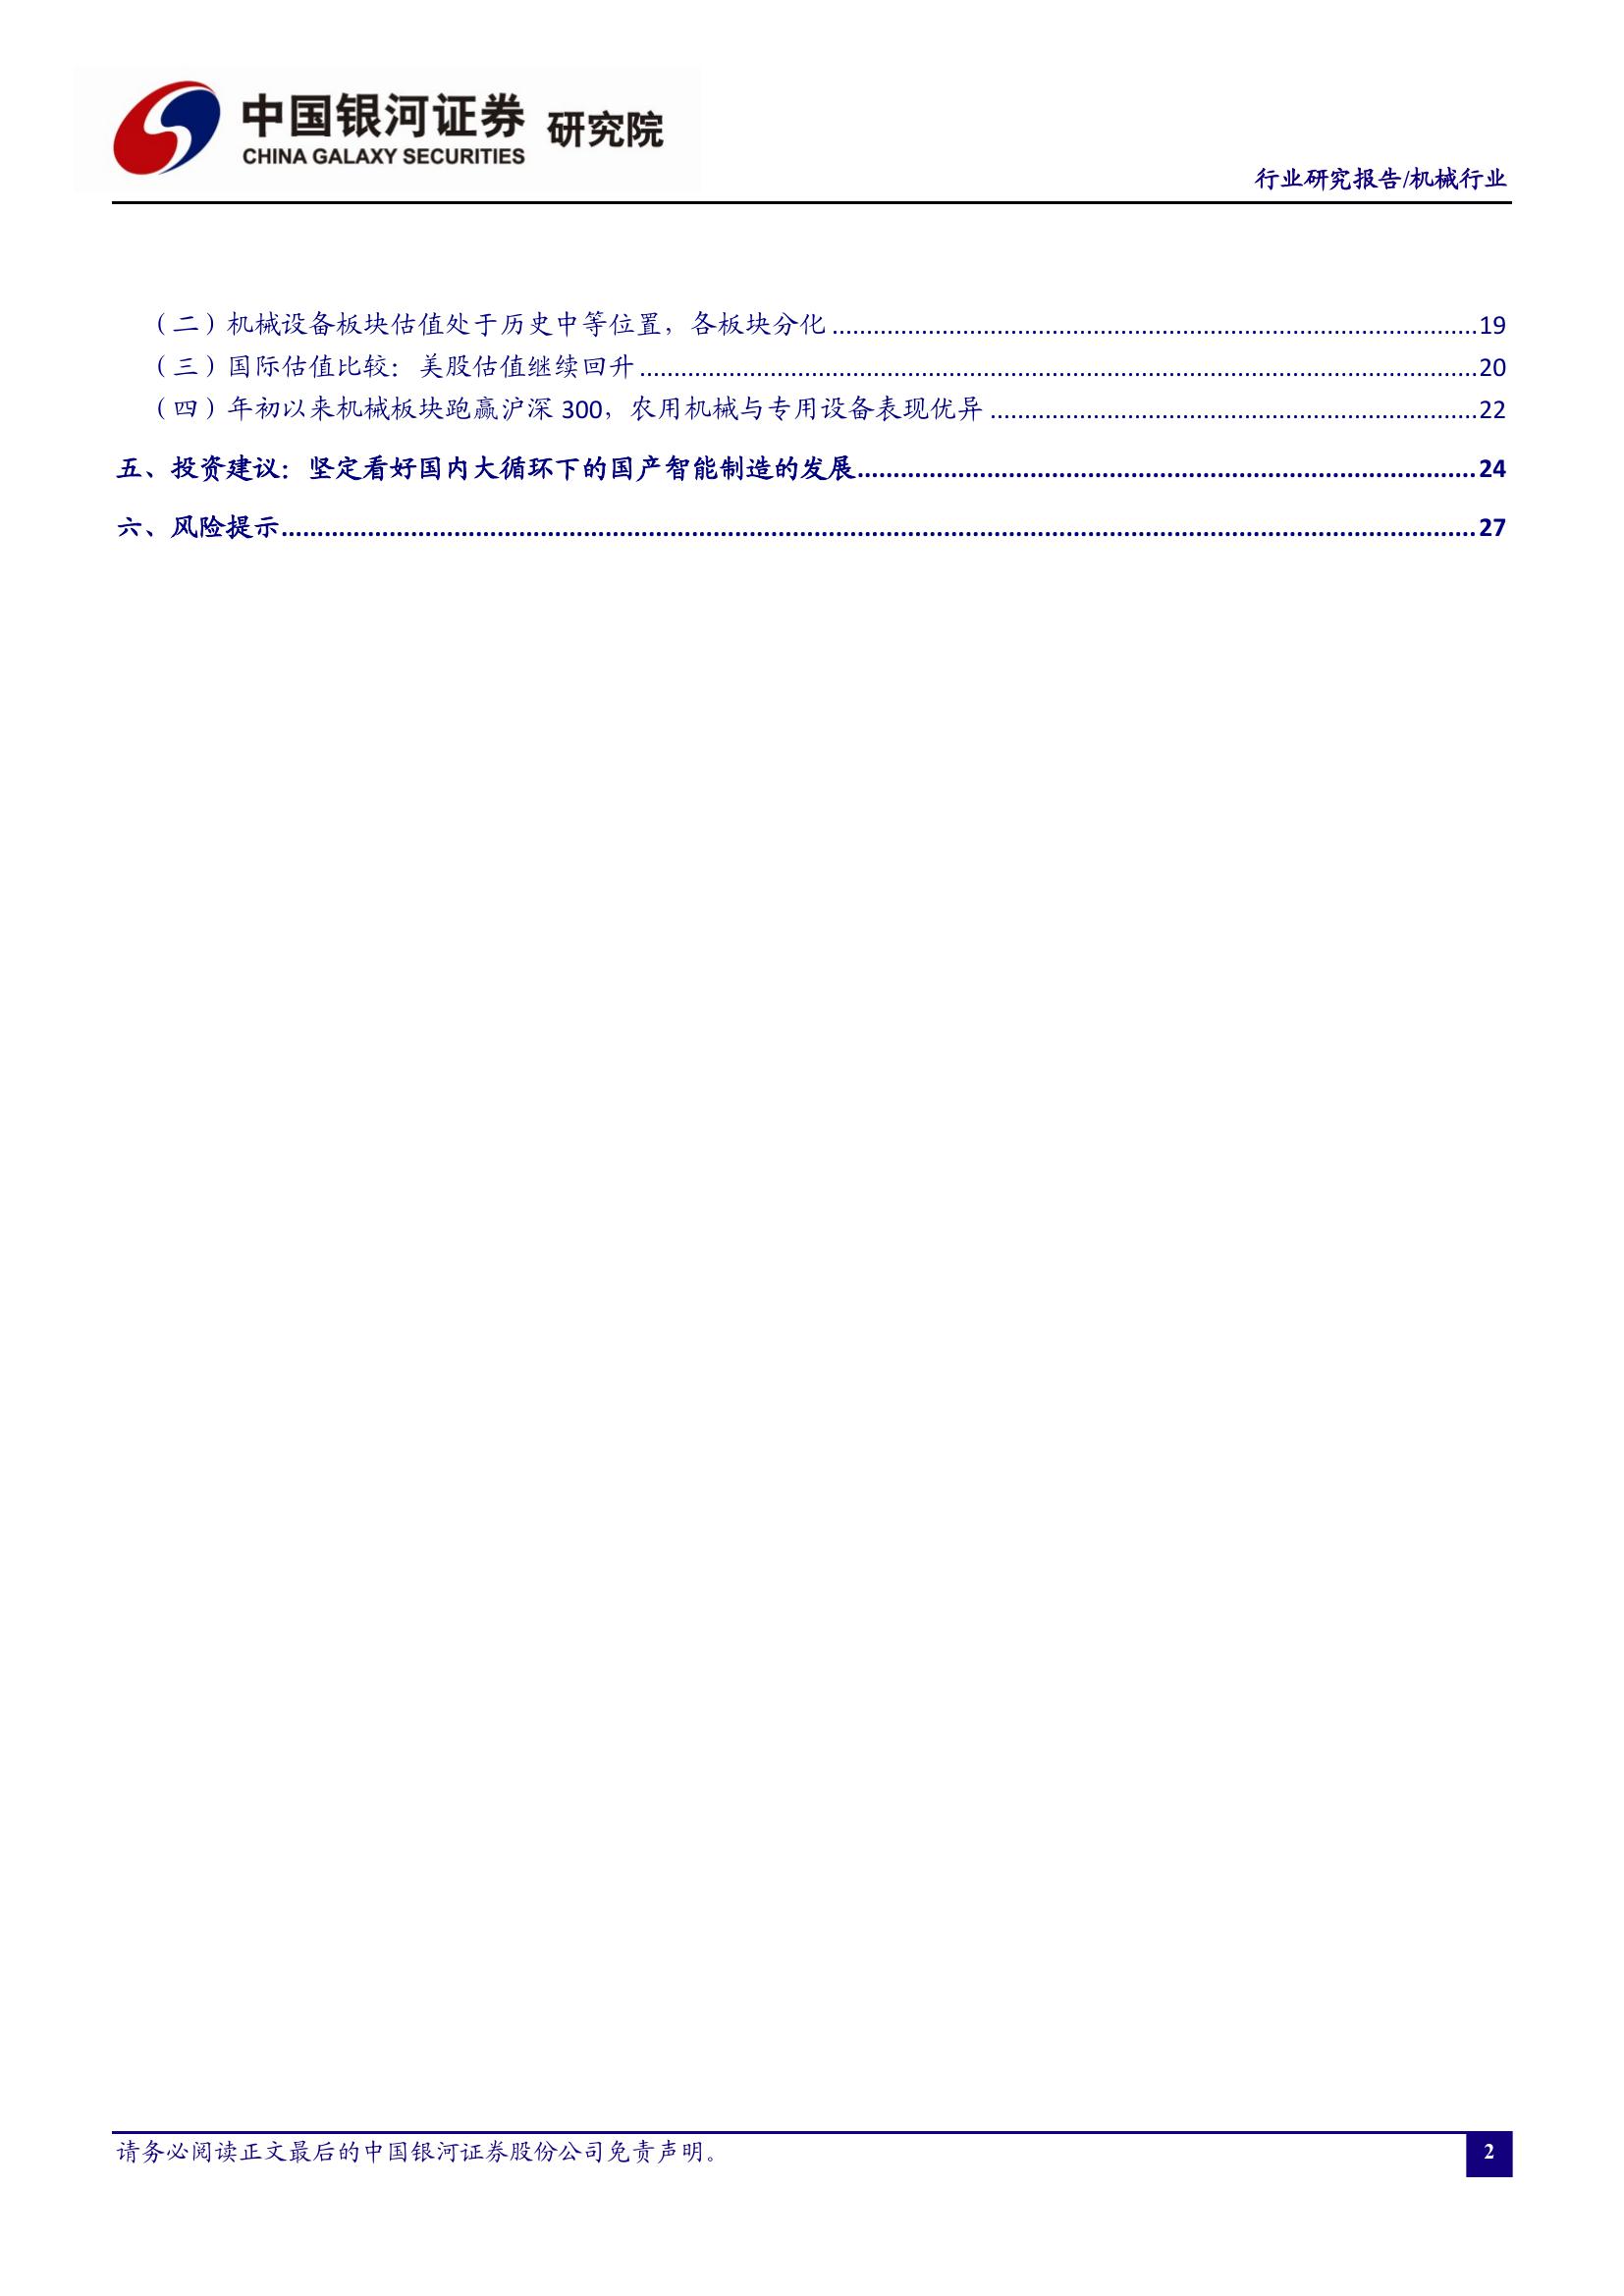 中国银河证券 研究院
CHINA GALAXY SECURITIES
行业研究报告/机械行业
（二）机械设备板块估值处于历史中等位置，各板块分化 19
（三）国际估值比较：美股估值继续回升 20
（四）年初以来机械板块跑赢沪深 300，农用机械与专用设备表现优异 22
五、投资建议：坚定看好国内大循环下的国产智能制造的发展 24
六、风险提示 27
请务必阅读正文最后的中国银河证券股份公司免责声明。
2